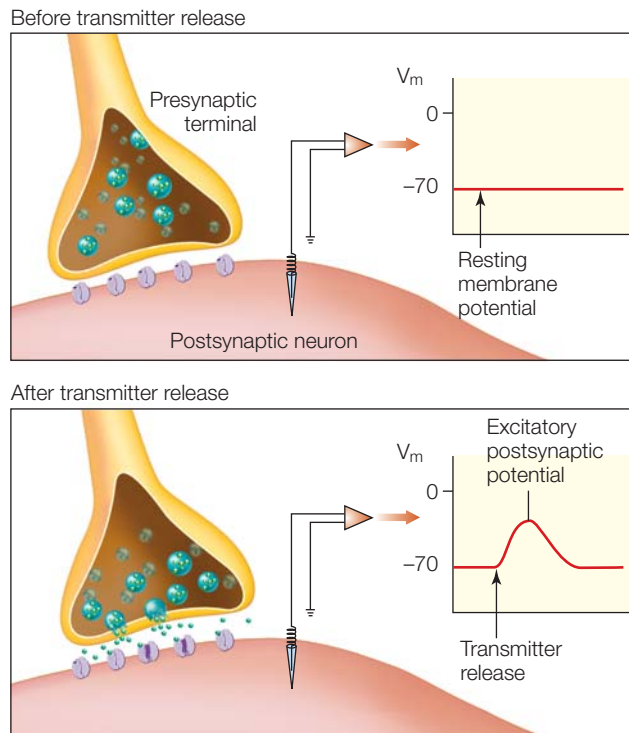 Before transmitter release
Presynaptic
terminal
Vm
0
–70
Resting
membrane
potential
Postsynaptic neuron
After transmitter release
Excitatory
postsynaptic
potential
Vm
0
–70
Transmitter
release